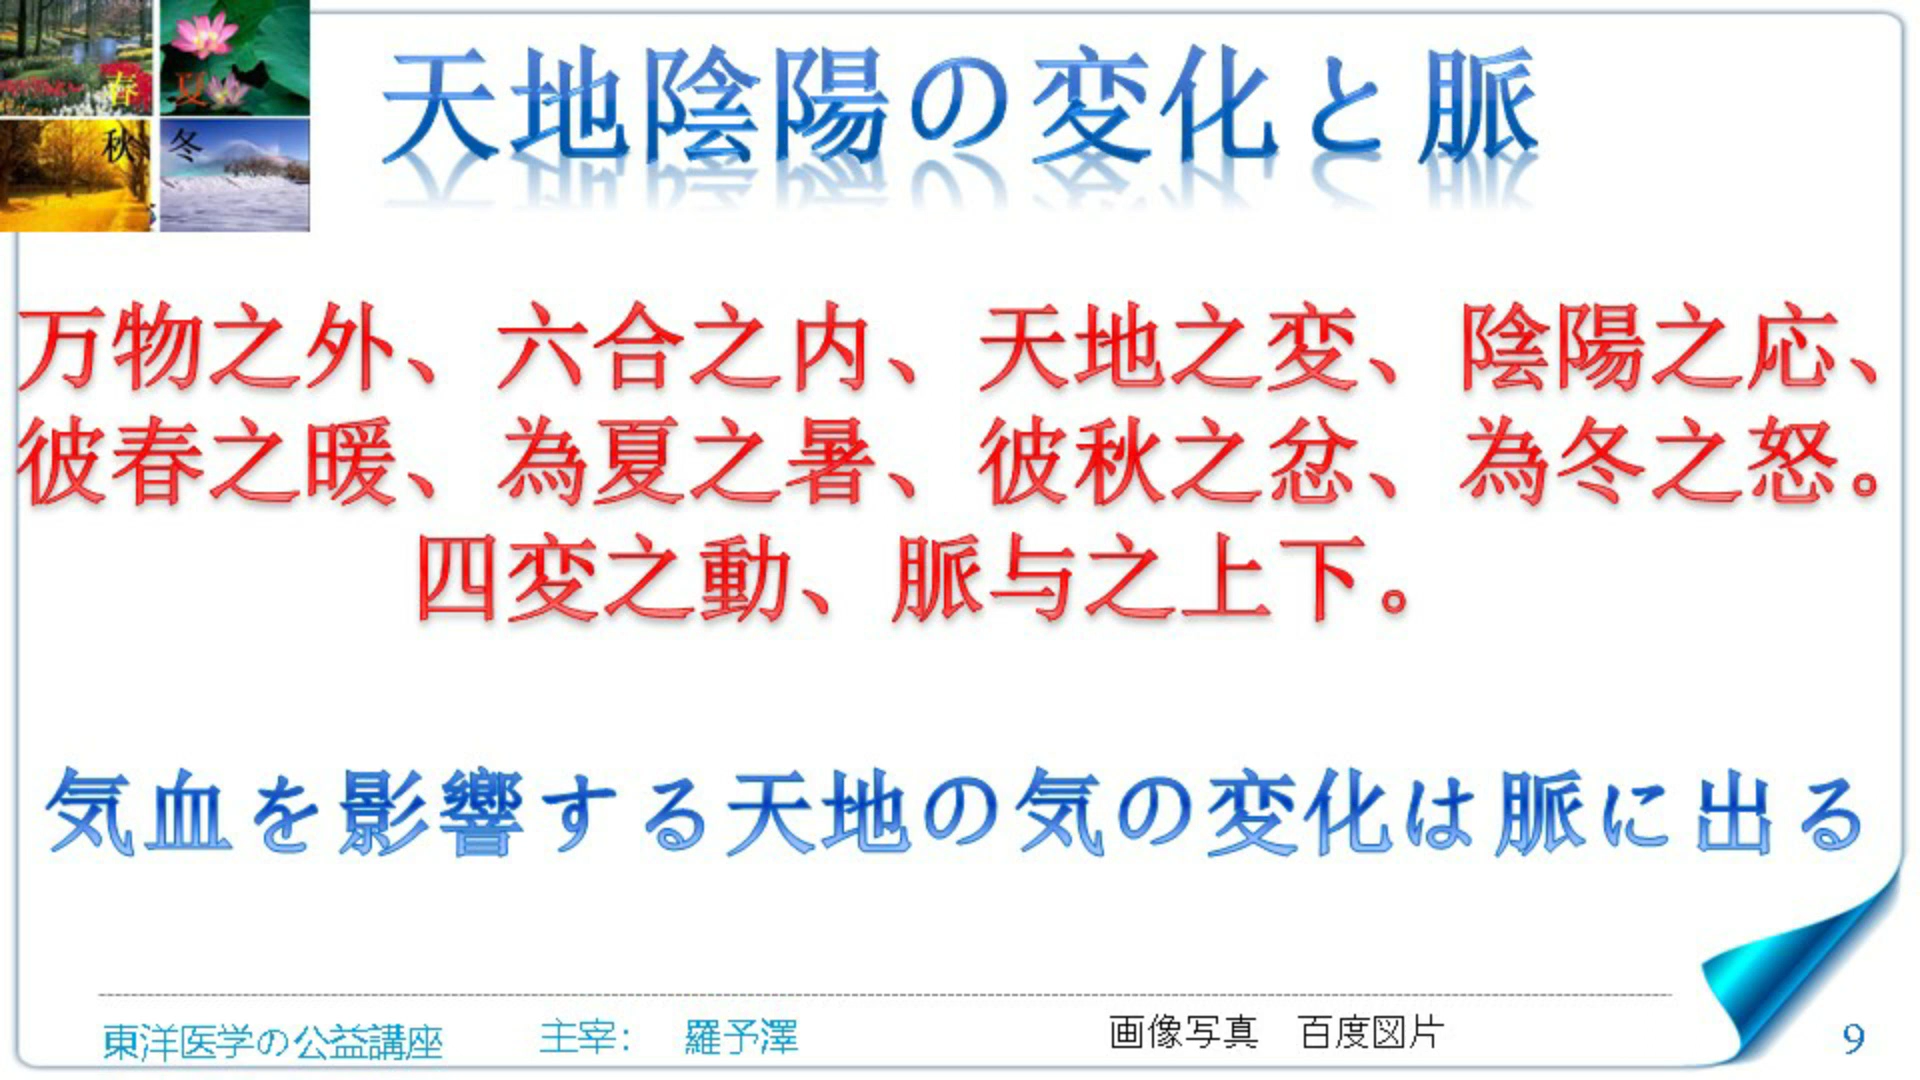 春 夏
秋 冬
天地陰陽の変化と脈
万物之外、六合之内、天地之変、陰陽之応、
彼春之暖、為夏之暑、彼秋之忿、為冬之怒。
四変之動、脈与之上下。
気血を影響する天地の気の変化は脈に出る
東洋医学の公益講座 主宰: 羅予澤 画像写真 百度図片 9